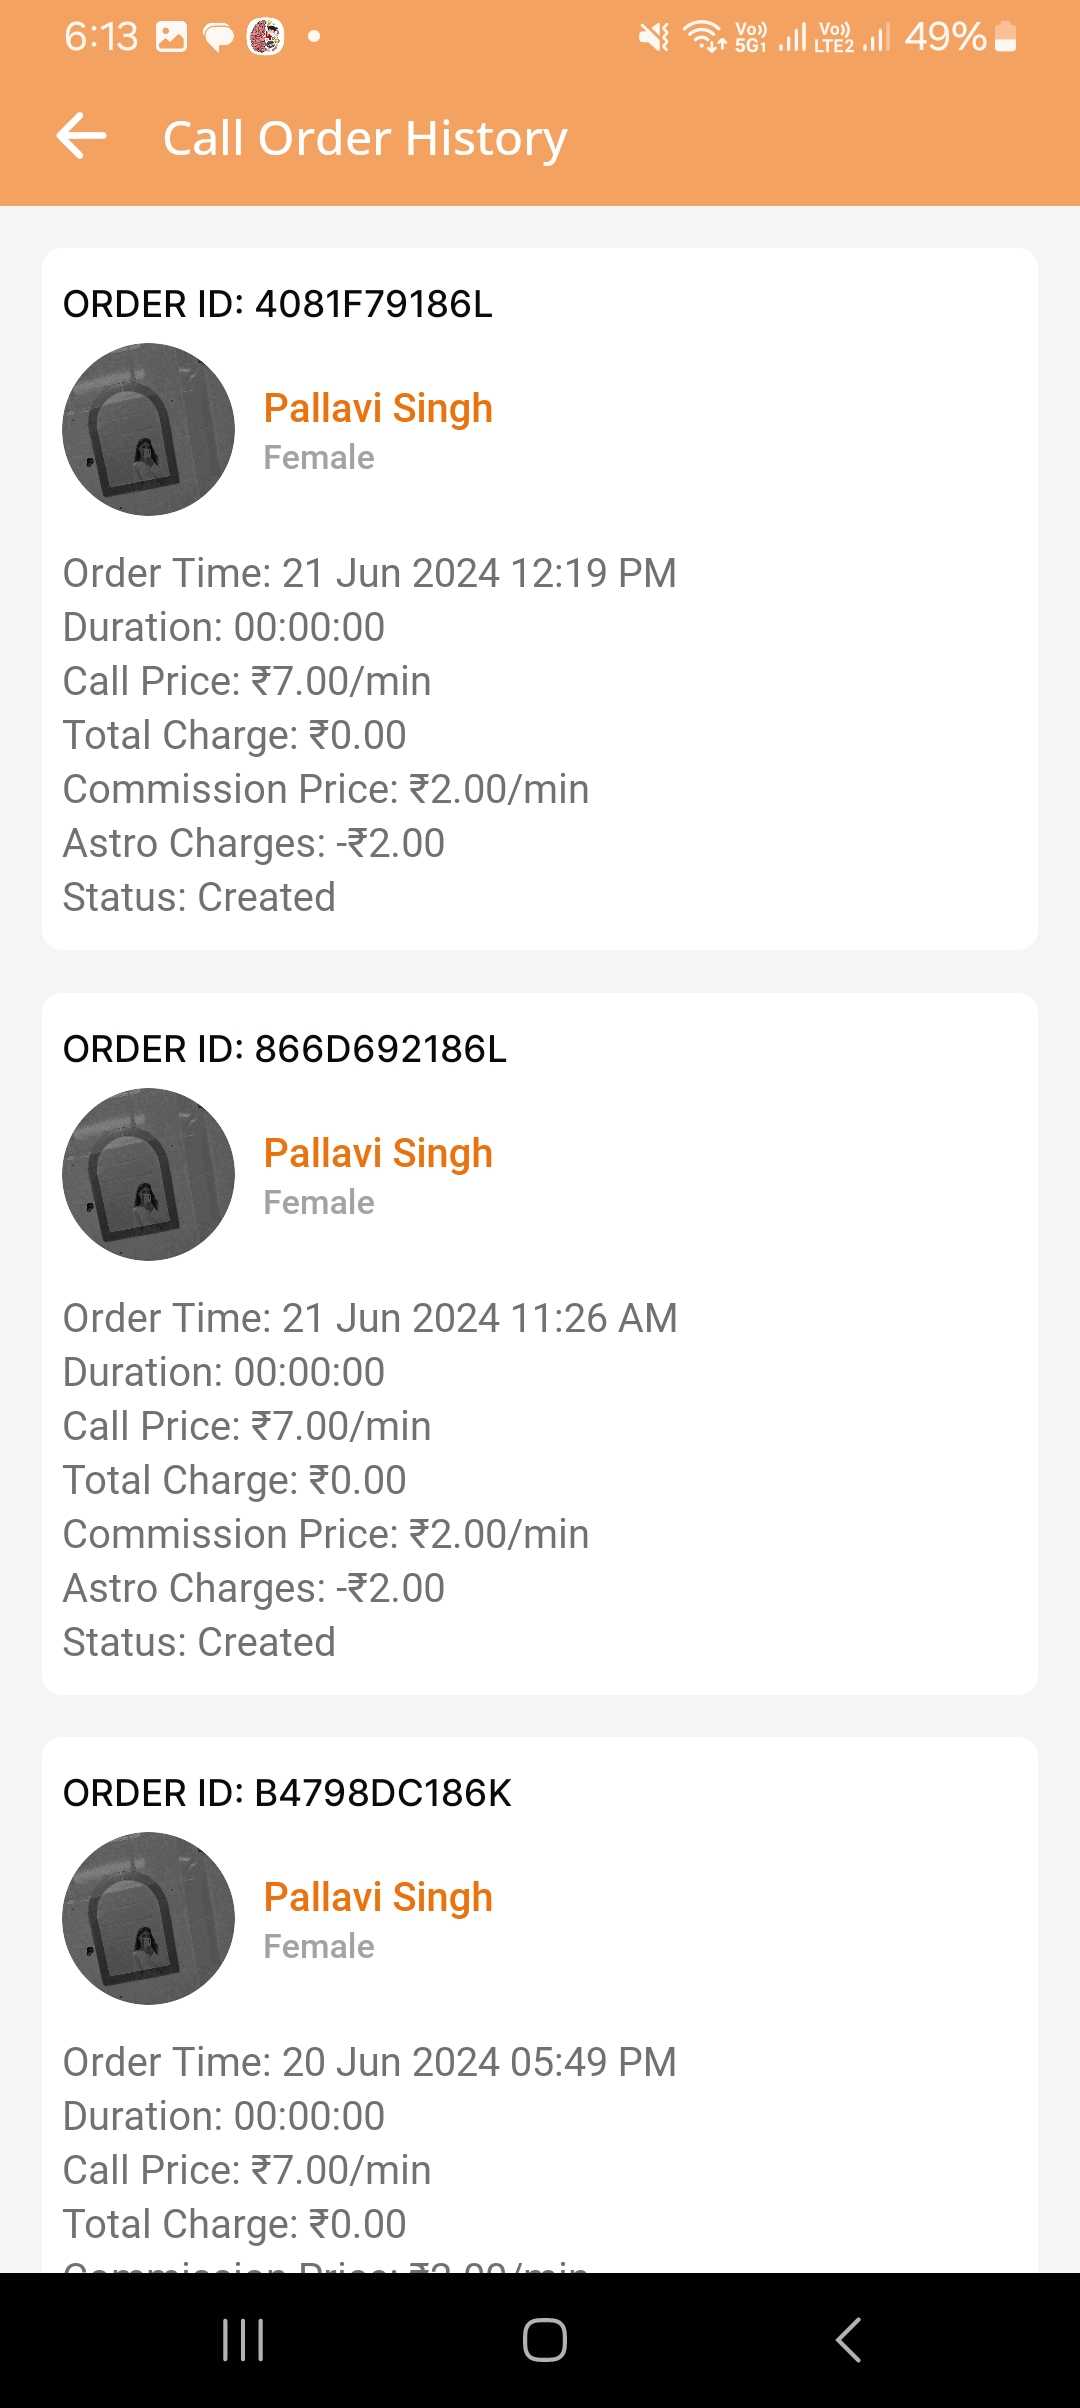 6:13
Vo)) 5G1
Vo)) LTE2
49%
Call Order History
ORDER ID: 4081F79186L
Pallavi Singh
Female
Order Time: 21 Jun 2024 12:19 PM
Duration: 00:00:00
Call Price: ₹7.00/min
Total Charge: ₹0.00
Commission Price: ₹2.00/min
Astro Charges: -₹2.00
Status: Created
ORDER ID: 866D692186L
Pallavi Singh
Female
Order Time: 21 Jun 2024 11:26 AM
Duration: 00:00:00
Call Price: ₹7.00/min
Total Charge: ₹0.00
Commission Price: ₹2.00/min
Astro Charges: -₹2.00
Status: Created
ORDER ID: B4798DC186K
Pallavi Singh
Female
Order Time: 20 Jun 2024 05:49 PM
Duration: 00:00:00
Call Price: ₹7.00/min
Total Charge: ₹0.00
Commission Price: ₹2.00/min